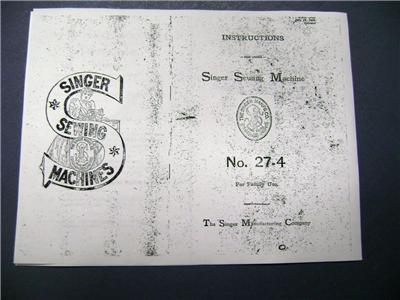 SINGER
SEWING
MACHINES
INSTRUCTIONS
Singer Sewing Machine
No. 27-4
For Family Use.
The Singer Manufacturing Company